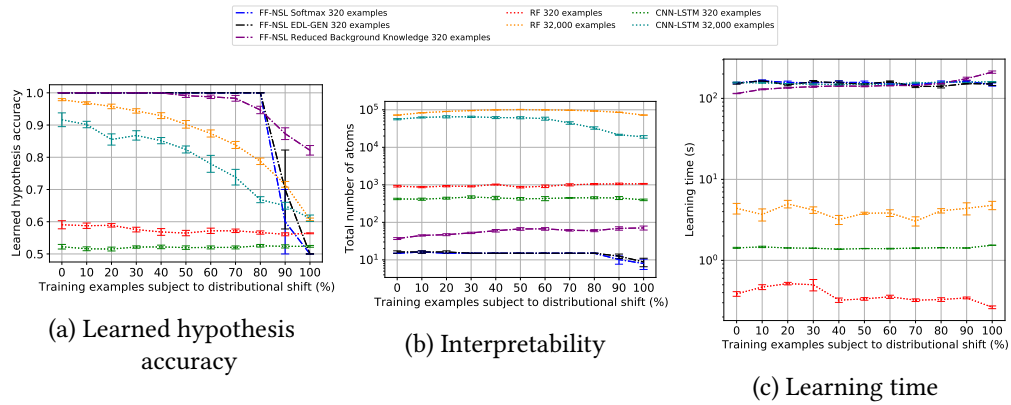 FF-NSL Softmax 320 examples
FF-NSL EDL-GEN 320 examples
FF-NSL Reduced Background Knowledge 320 examples
RF 320 examples
RF 32,000 examples
CNN-LSTM 320 examples
CNN-LSTM 32,000 examples
Learned hypothesis accuracy
1.0
0.9
0.8
0.7
0.6
0.5
0 10 20 30 40 50 60 70 80 90 100
Training examples subject to distributional shift (%)
(a) Learned hypothesis
accuracy
Total number of atoms
10^5
10^4
10^3
10^2
10^1
0 10 20 30 40 50 60 70 80 90 100
Training examples subject to distributional shift (%)
(b) Interpretability
Learning time (s)
10^2
10^1
10^0
0 10 20 30 40 50 60 70 80 90 100
Training examples subject to distributional shift (%)
(c) Learning time